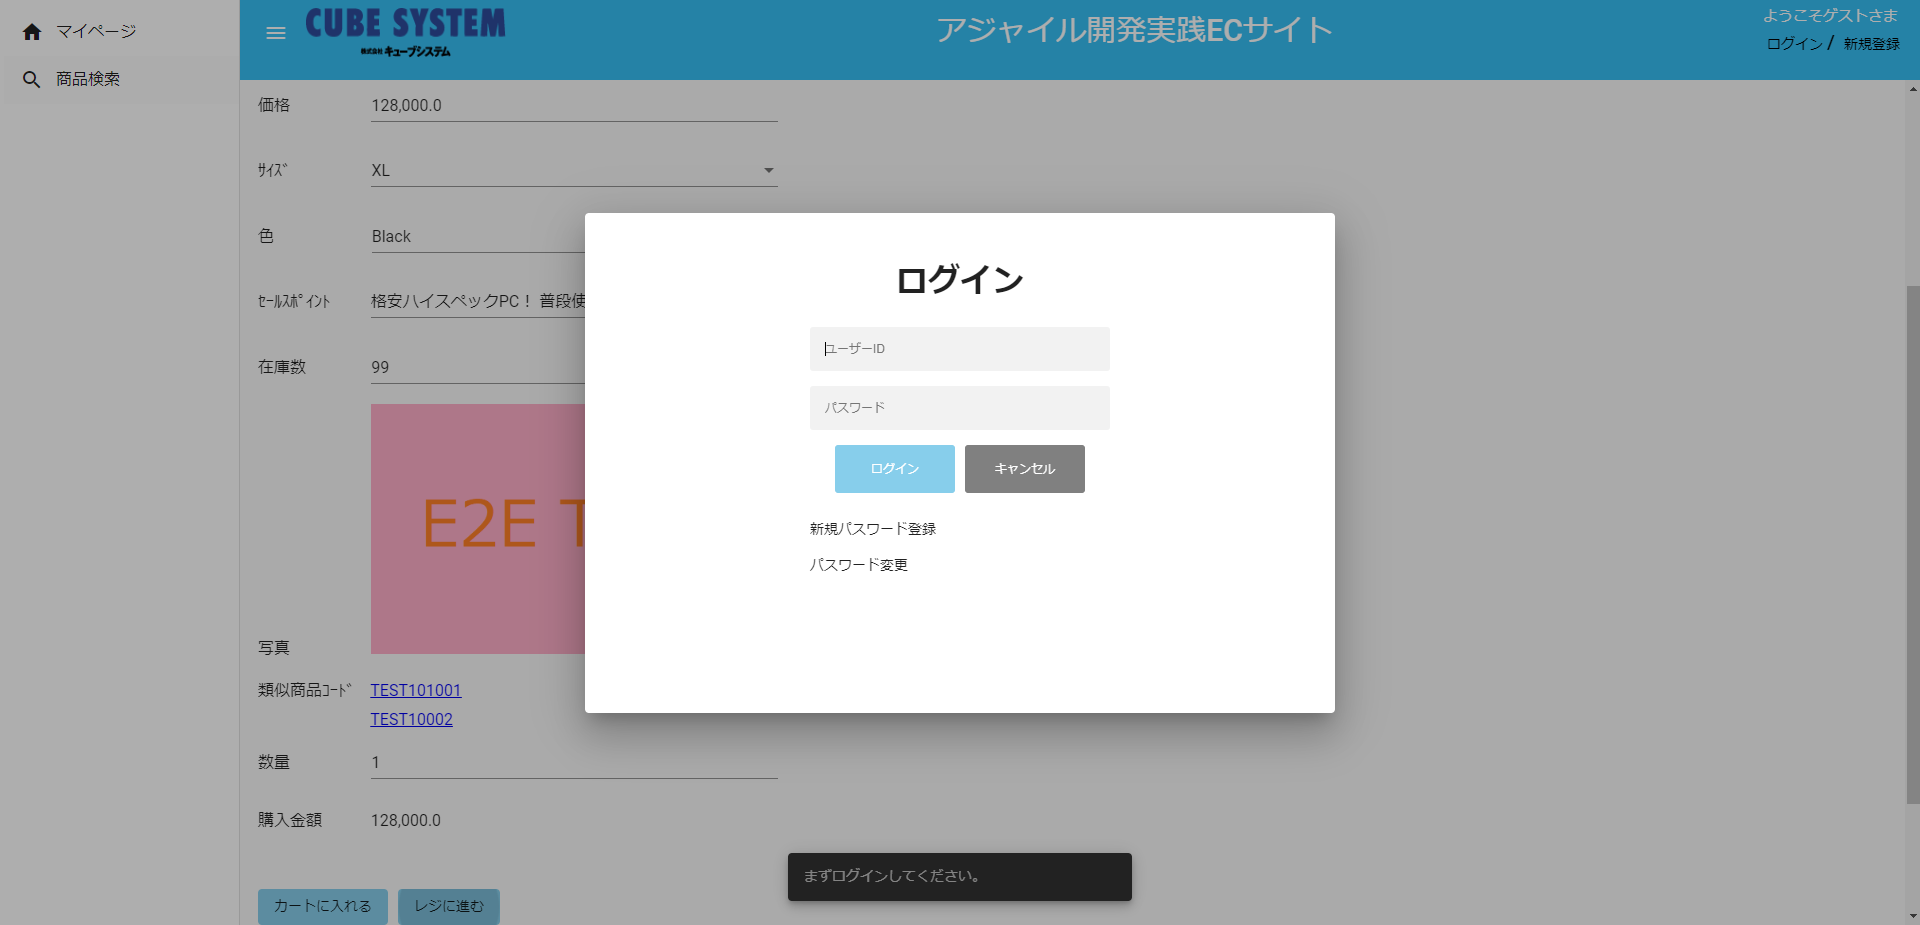 マイページ
商品検索
CUBE SYSTEM
株式会社 キューブシステム
アジャイル開発実践ECサイト
ようこそゲストさま
ログイン / 新規登録
価格 128,000.0
ｻｲｽﾞ XL
色 Black
ｾｰﾙｽﾎﾟｲﾝﾄ 格安ハイスペックPC！ 普段使
在庫数 99
E2E T
写真
類似商品ｺｰﾄﾞ TEST101001
TEST10002
数量 1
購入金額 128,000.0
カートに入れる レジに進む
ログイン
ユーザーID
パスワード
ログイン キャンセル
新規パスワード登録
パスワード変更
まずログインしてください。